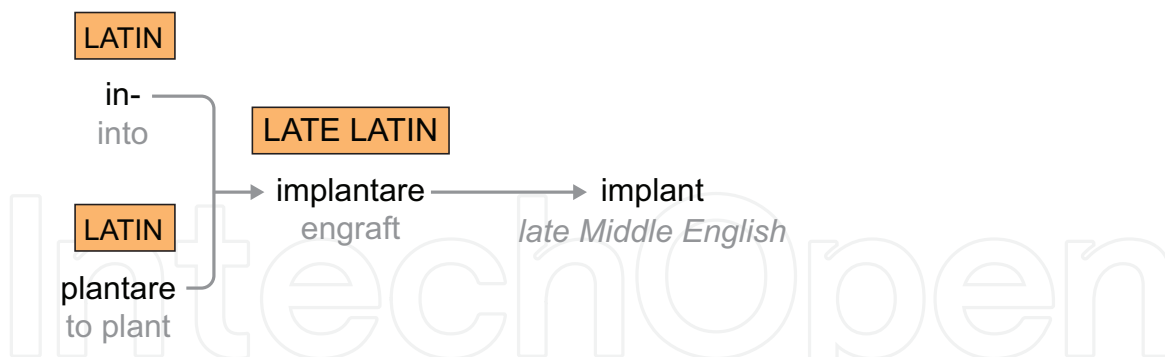 LATIN
in-
into
LATIN
plantare
to plant
LATE LATIN
implantare
engraft
implant
late Middle English
IntechOpen